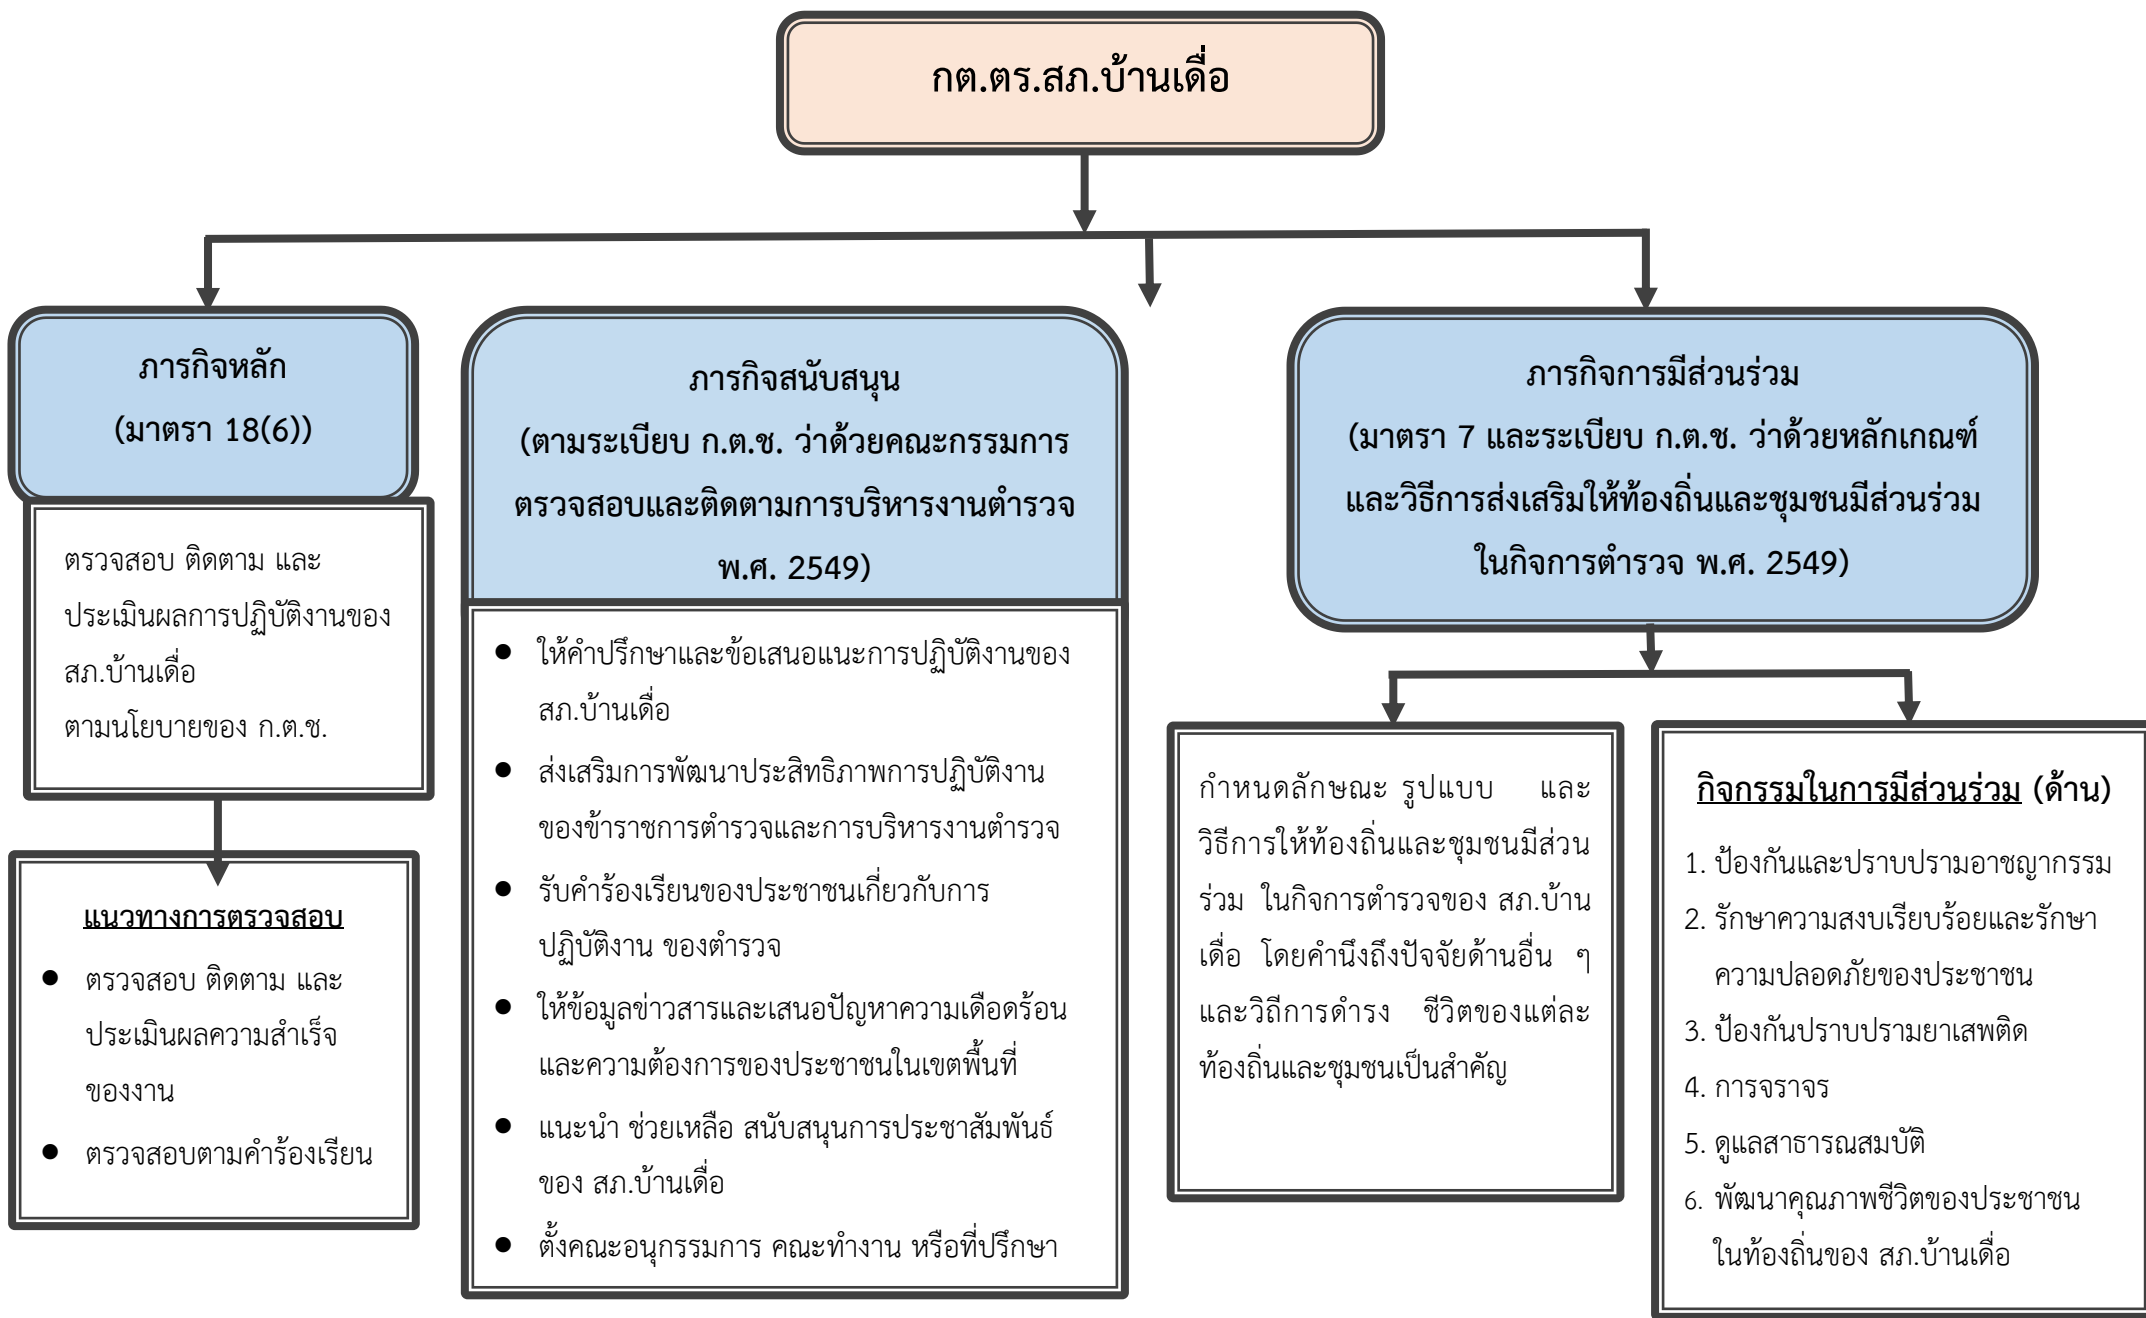 กต.ตร.สภ.บ้านเดื่อ
ภารกิจหลัก
(มาตรา 18(6))
ตรวจสอบ ติดตาม และ
ประเมินผลการปฏิบัติงานของ
สภ.บ้านเดื่อ
ตามนโยบายของ ก.ต.ช.
แนวทางการตรวจสอบ
● ตรวจสอบ ติดตาม และ
ประเมินผลความสำเร็จ
ของงาน
● ตรวจสอบตามคำร้องเรียน
ภารกิจสนับสนุน
(ตามระเบียบ ก.ต.ช. ว่าด้วยคณะกรรมการ
ตรวจสอบและติดตามการบริหารงานตำรวจ
พ.ศ. 2549)
● ให้คำปรึกษาและข้อเสนอแนะการปฏิบัติงานของ
สภ.บ้านเดื่อ
● ส่งเสริมการพัฒนาประสิทธิภาพการปฏิบัติงาน
ของข้าราชการตำรวจและการบริหารงานตำรวจ
● รับคำร้องเรียนของประชาชนเกี่ยวกับการ
ปฏิบัติงาน ของตำรวจ
● ให้ข้อมูลข่าวสารและเสนอปัญหาความเดือดร้อน
และความต้องการของประชาชนในเขตพื้นที่
● แนะนำ ช่วยเหลือ สนับสนุนการประชาสัมพันธ์
ของ สภ.บ้านเดื่อ
● ตั้งคณะอนุกรรมการ คณะทำงาน หรือที่ปรึกษา
ภารกิจการมีส่วนร่วม
(มาตรา 7 และระเบียบ ก.ต.ช. ว่าด้วยหลักเกณฑ์
และวิธีการส่งเสริมให้ท้องถิ่นและชุมชนมีส่วนร่วม
ในกิจการตำรวจ พ.ศ. 2549)
กำหนดลักษณะ รูปแบบ และ
วิธีการให้ท้องถิ่นและชุมชนมีส่วน
ร่วม ในกิจการตำรวจของ สภ.บ้าน
เดื่อ โดยคำนึงถึงปัจจัยด้านอื่น ๆ
และวิถีการดำรง ชีวิตของแต่ละ
ท้องถิ่นและชุมชนเป็นสำคัญ
กิจกรรมในการมีส่วนร่วม (ด้าน)
1. ป้องกันและปราบปรามอาชญากรรม
2. รักษาความสงบเรียบร้อยและรักษา
ความปลอดภัยของประชาชน
3. ป้องกันปราบปรามยาเสพติด
4. การจราจร
5. ดูแลสาธารณสมบัติ
6. พัฒนาคุณภาพชีวิตของประชาชน
ในท้องถิ่นของ สภ.บ้านเดื่อ